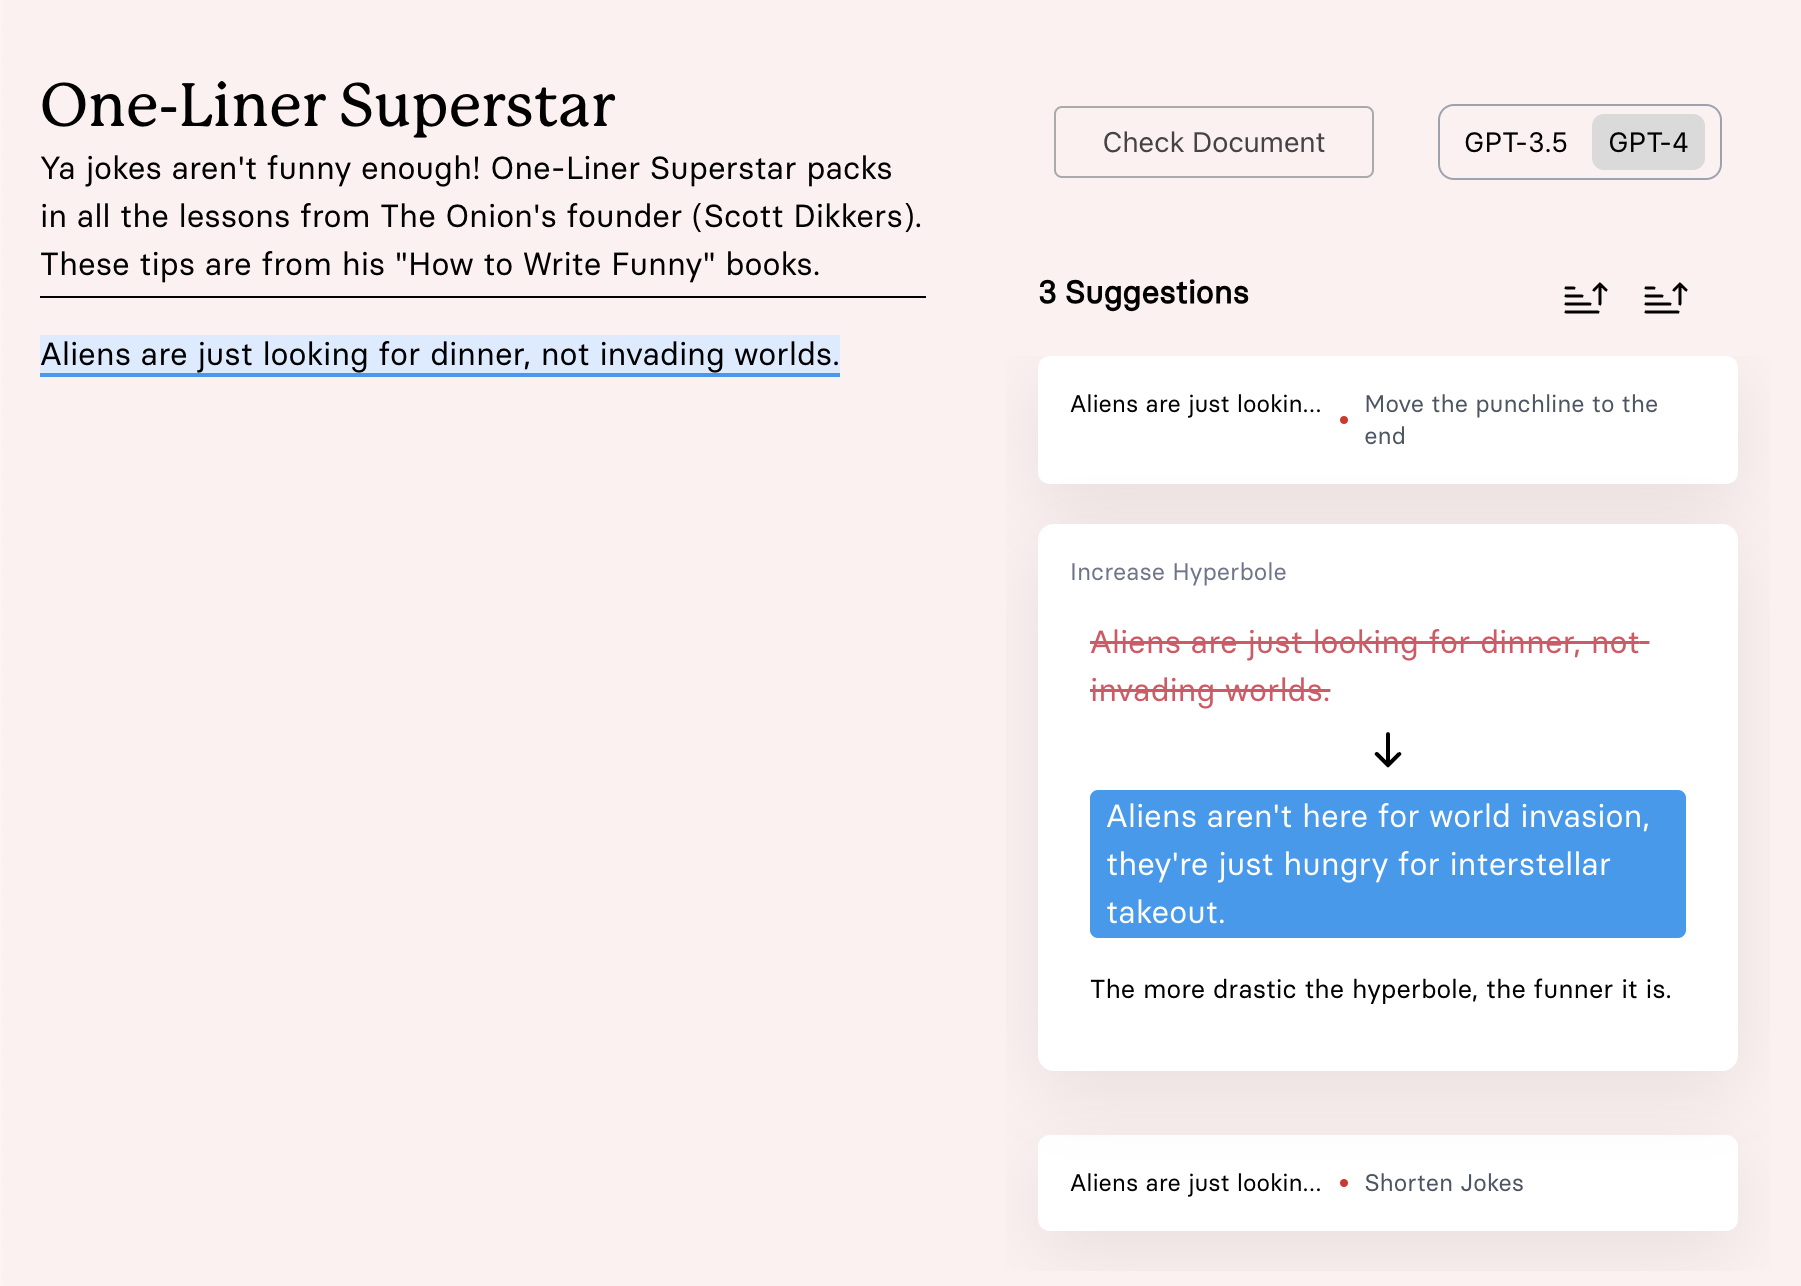 One-Liner Superstar
Ya jokes aren't funny enough! One-Liner Superstar packs
in all the lessons from The Onion's founder (Scott Dikkers).
These tips are from his "How to Write Funny" books.
Aliens are just looking for dinner, not invading worlds.
Check Document
GPT-3.5
GPT-4
3 Suggestions
Aliens are just lookin...
Move the punchline to the
end
Increase Hyperbole
Aliens are just looking for dinner, not
invading worlds.
Aliens aren't here for world invasion,
they're just hungry for interstellar
takeout.
The more drastic the hyperbole, the funner it is.
Aliens are just lookin...
Shorten Jokes